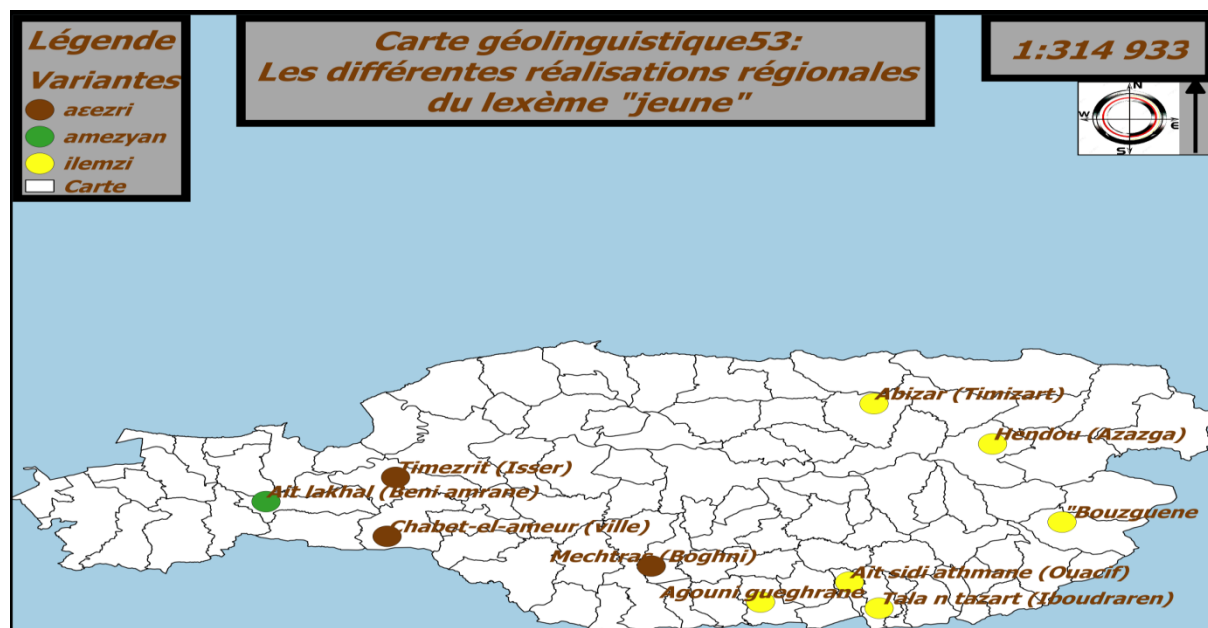 Légende
Variantes
aεezri
amezyan
ilemzi
Carte
Carte géolinguistique53:
Les différentes réalisations régionales
du lexème "jeune"
1:314 933
N
W
E
S
Abizar (Timizart)
Hendou (Azazga)
Timezrit (Isser)
Ait lakhal (Beni amrane)
"Bouzguene
Chabet-el-ameur (ville)
Mechtras (Boghni)
Ait sidi athmane (Ouacif)
Agouni gueghrane
Tala n tazart (Iboudraren)